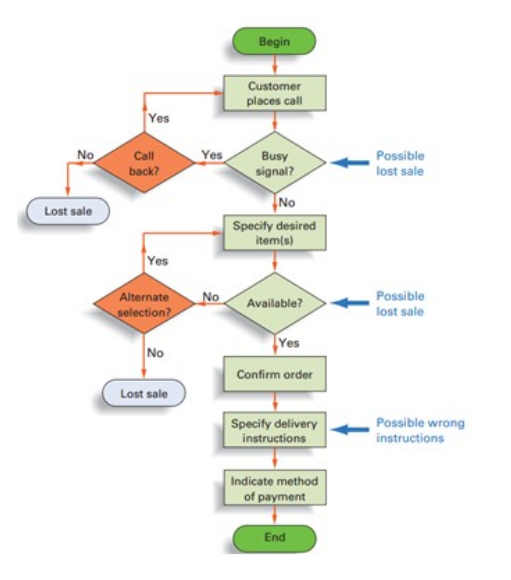 Begin
Customer
places call
Yes
No
Call
back?
Yes
Busy
signal?
Possible
lost sale
Lost sale
No
Specify desired
item(s)
Yes
Alternate
selection?
No
Available?
Possible
lost sale
Yes
No
Confirm order
Lost sale
Specify delivery
instructions
Possible wrong
instructions
Indicate method
of payment
End